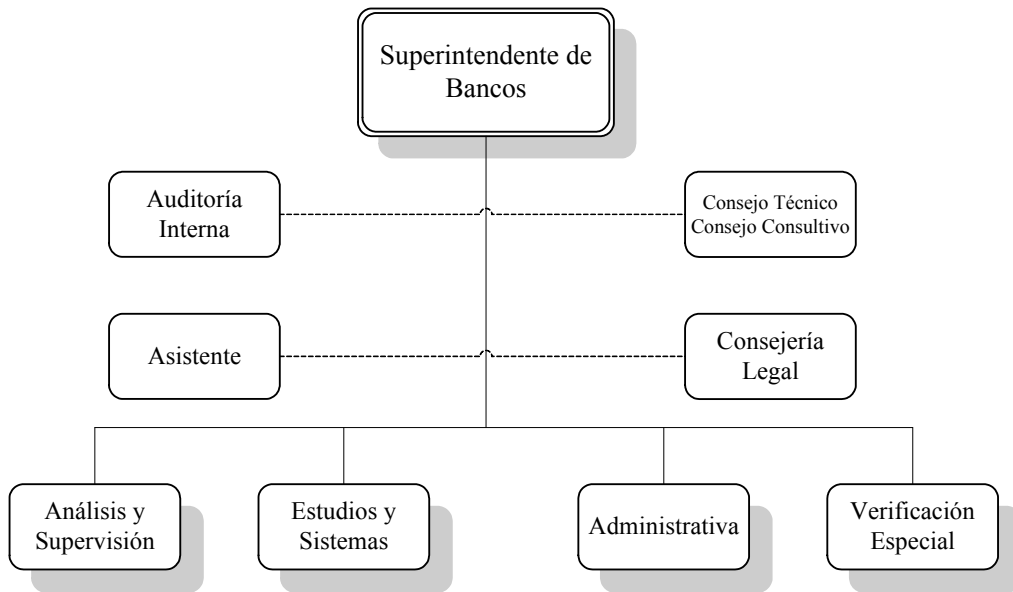 Superintendente de
Bancos
Auditoría
Interna
Consejo Técnico
Consejo Consultivo
Asistente
Consejería
Legal
Análisis y
Supervisión
Estudios y
Sistemas
Administrativa
Verificación
Especial